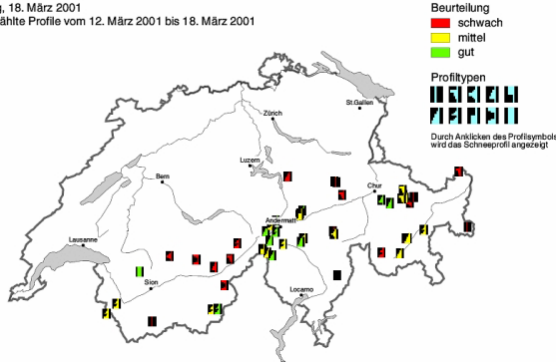 18. März 2001
Profile vom 12. März 2001 bis 18. März 2001
Beurteilung
schwach
mittel
gut
Profiltypen
Durch Anklicken des Profilsymbols
wird das Schneeprofil angezeigt
St.Gallen
Zürich
Luzern
Bern
Chur
Andermatt
Lausanne
Sion
Locarno